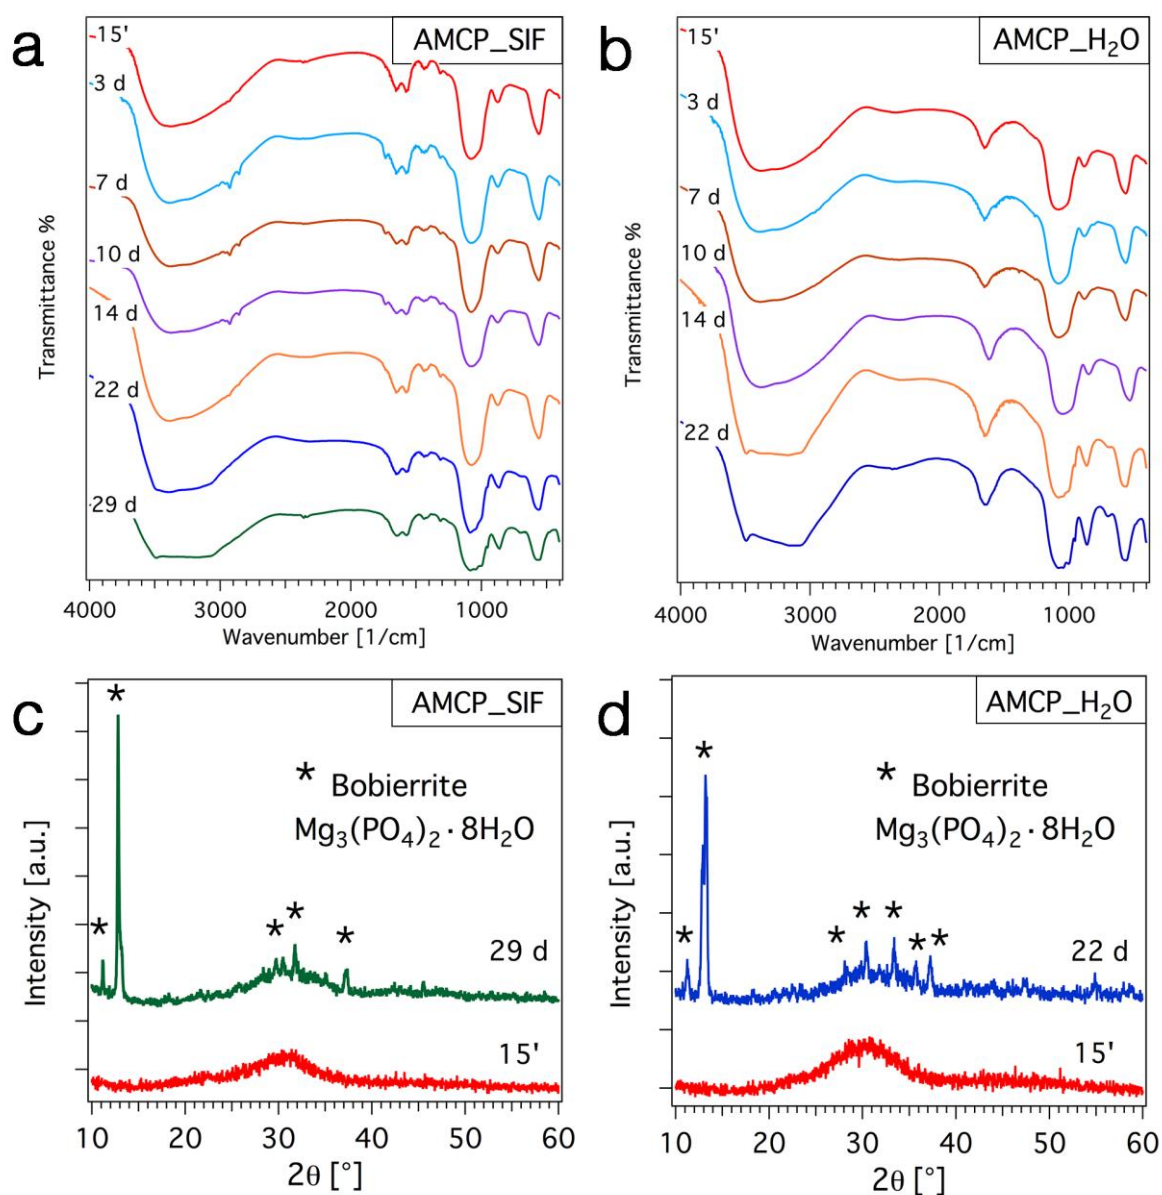 a
AMCP_SIF
15'
3 d
7 d
10 d
14 d
22 d
29 d
Transmittance %
4000 3000 2000 1000
Wavenumber [1/cm]
b
AMCP_H₂O
15'
3 d
7 d
10 d
14 d
22 d
Transmittance %
4000 3000 2000 1000
Wavenumber [1/cm]
c
AMCP_SIF
*
* Bobierrite
Mg₃(PO₄)₂·8H₂O
* * * *
29 d
15'
Intensity [a.u.]
10 20 30 40 50 60
2θ [°]
d
AMCP_H₂O
*
* Bobierrite
Mg₃(PO₄)₂·8H₂O
* * * * * *
22 d
15'
Intensity [a.u.]
10 20 30 40 50 60
2θ [°]